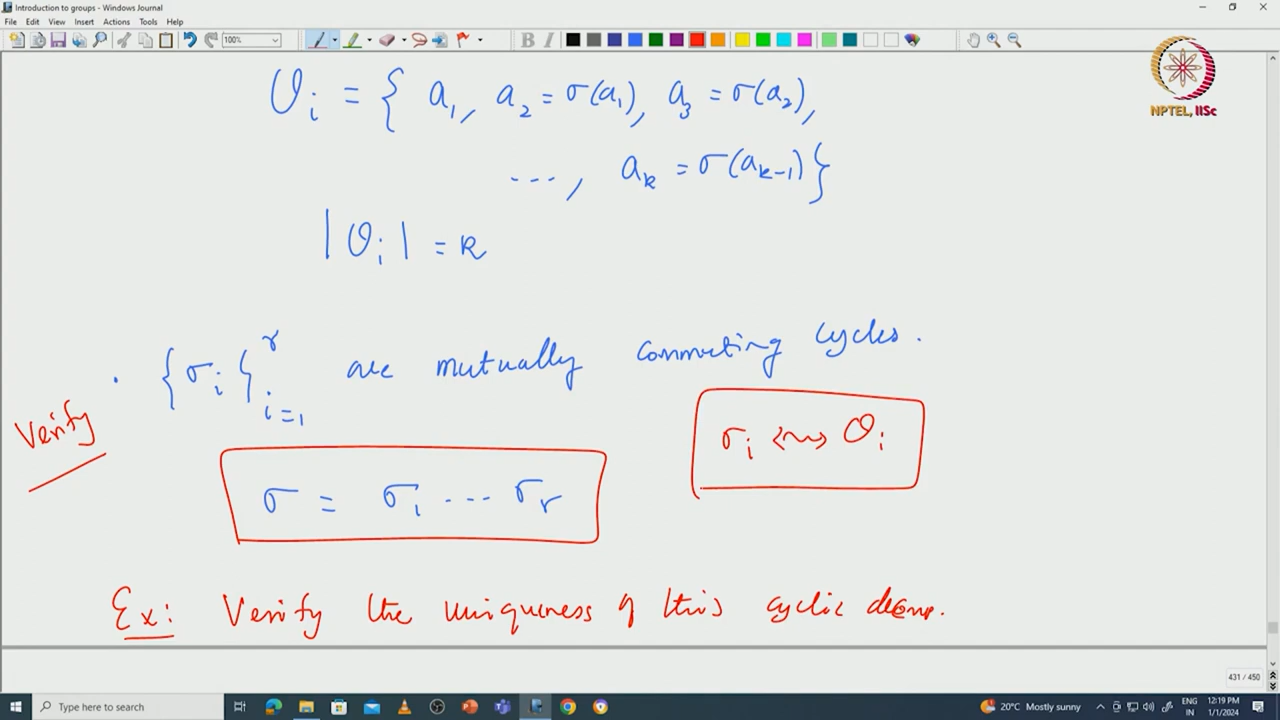 Introduction to groups - Windows Journal
File Edit View Insert Actions Tools Help
100%
B I
NPTEL, IISc
O_i = { a_1, a_2 = σ(a_1), a_3 = σ(a_2),
..., a_k = σ(a_{k-1}) }
|O_i| = k
. {σ_i}_{i=1}^r are mutually commuting cycles.
Verify
σ_i <~~> O_i
σ = σ_1 ... σ_r
Ex: Verify the uniqueness of this cyclic decomp.
431 / 450
Type here to search
20°C Mostly sunny
ENG
IN
12:19 PM
1/1/2024